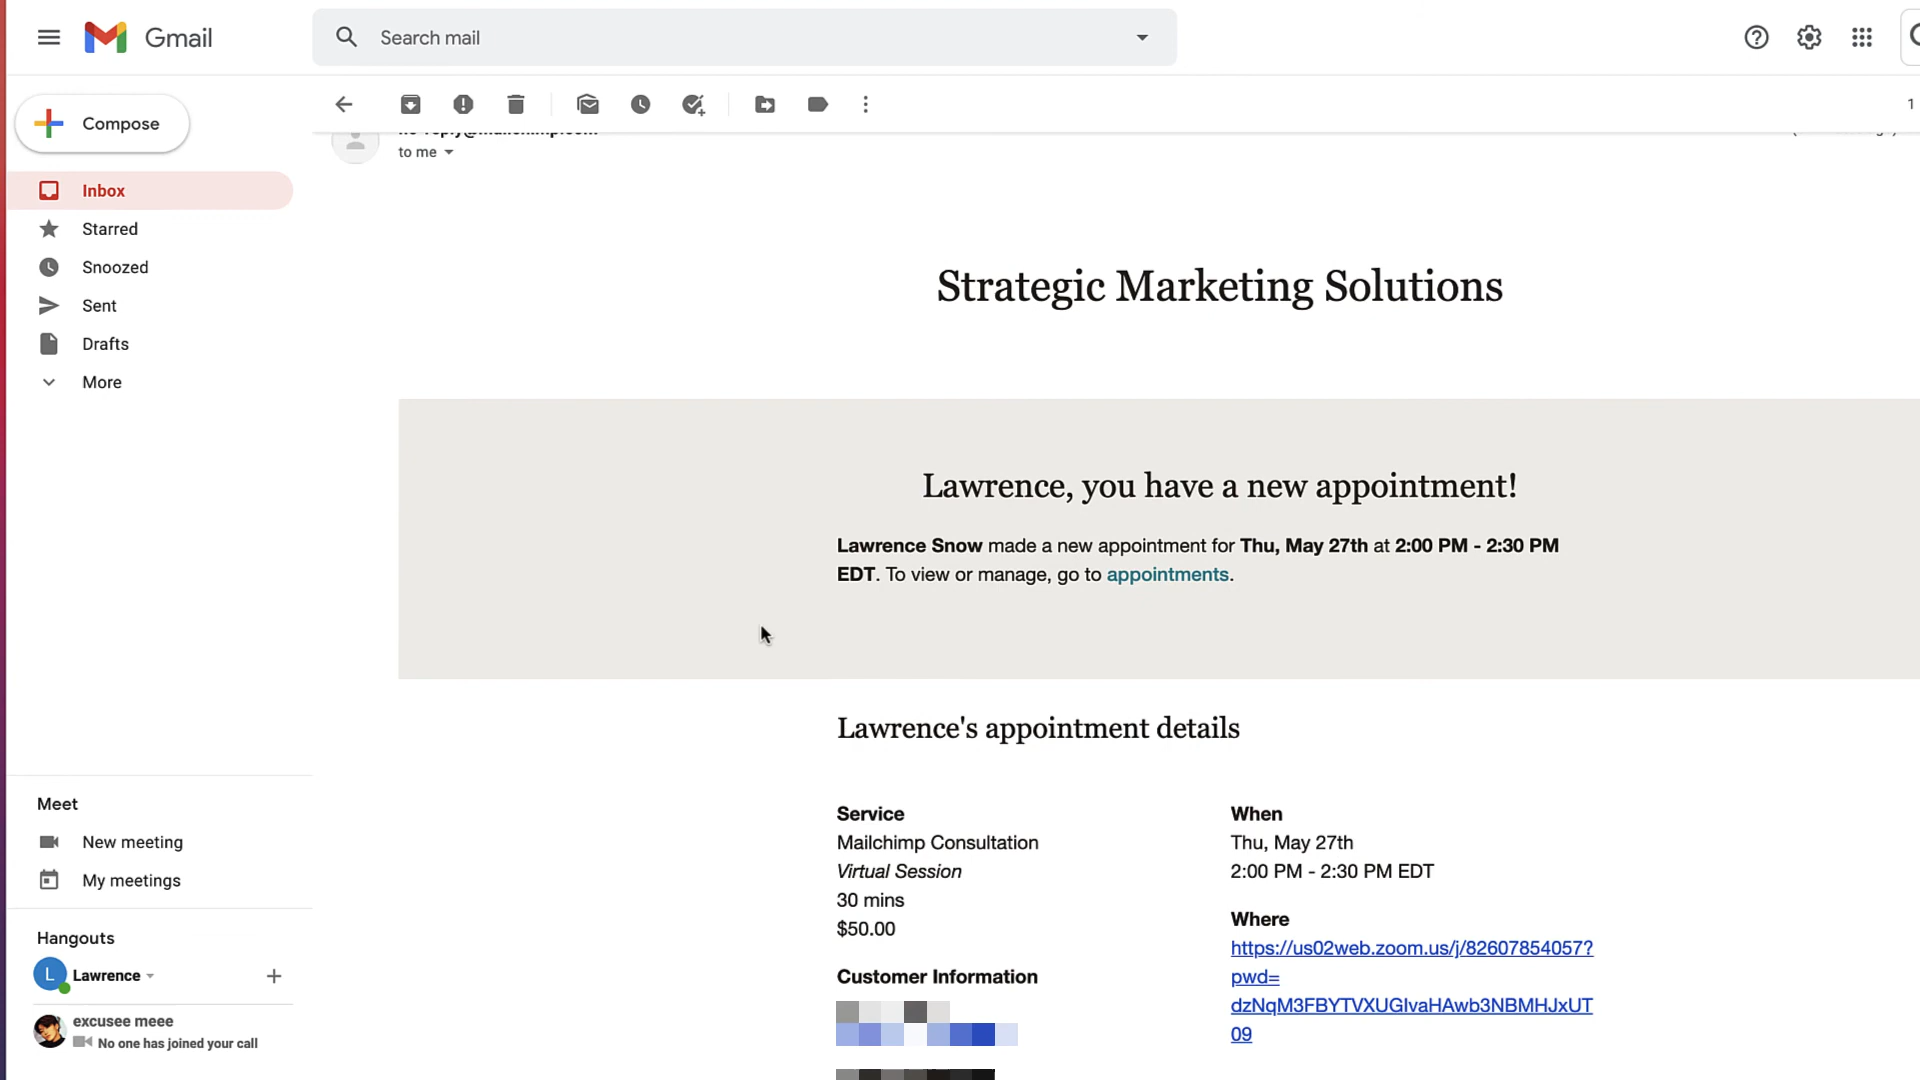 Gmail
Search mail
Compose
1
to me
Inbox
Starred
Snoozed
Sent
Drafts
More
Strategic Marketing Solutions
Lawrence, you have a new appointment!
Lawrence Snow made a new appointment for Thu, May 27th at 2:00 PM - 2:30 PM
EDT. To view or manage, go to appointments.
Lawrence's appointment details
Service
Mailchimp Consultation
Virtual Session
30 mins
$50.00
Customer Information
When
Thu, May 27th
2:00 PM - 2:30 PM EDT
Where
https://us02web.zoom.us/j/82607854057?
pwd=
dzNqM3FBYTVXUGIvaHAwb3NBMHJxUT
09
Meet
New meeting
My meetings
Hangouts
L Lawrence
excusee meee
No one has joined your call